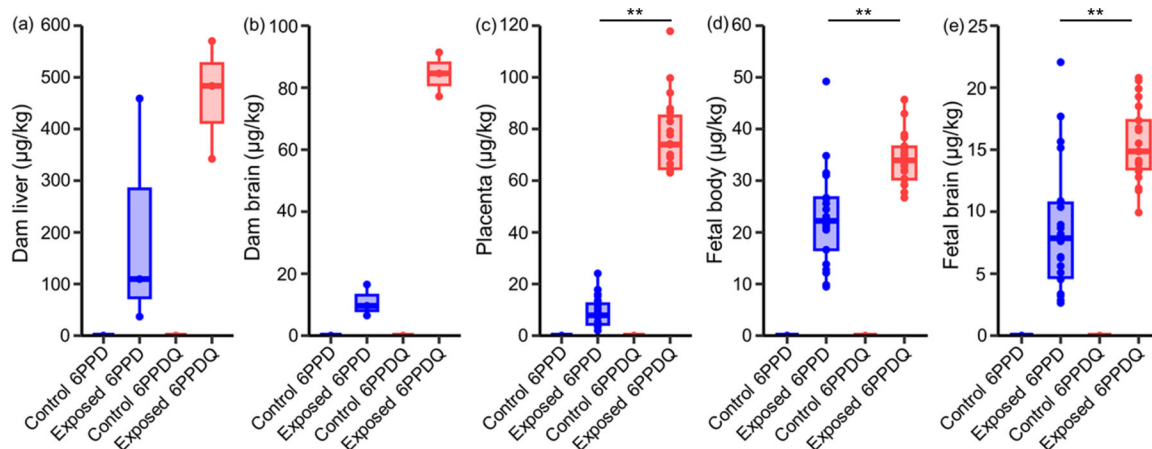 (a)
Dam liver (µg/kg)
600
500
400
300
200
100
0
Control 6PPD
Exposed 6PPD
Control 6PPDQ
Exposed 6PPDQ
(b)
Dam brain (µg/kg)
100
80
60
40
20
0
Control 6PPD
Exposed 6PPD
Control 6PPDQ
Exposed 6PPDQ
(c)
**
Placenta (µg/kg)
120
100
80
60
40
20
0
Control 6PPD
Exposed 6PPD
Control 6PPDQ
Exposed 6PPDQ
(d)
**
Fetal body (µg/kg)
60
50
40
30
20
10
0
Control 6PPD
Exposed 6PPD
Control 6PPDQ
Exposed 6PPDQ
(e)
**
Fetal brain (µg/kg)
25
20
15
10
5
0
Control 6PPD
Exposed 6PPD
Control 6PPDQ
Exposed 6PPDQ